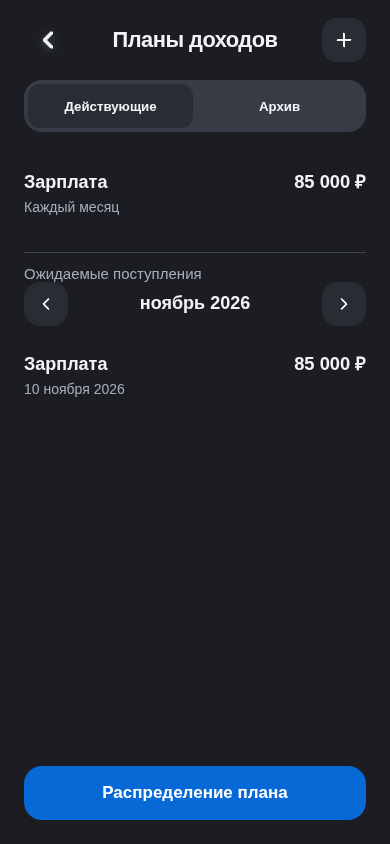 Планы доходов
Действующие Архив
Зарплата 85 000 ₽
Каждый месяц
Ожидаемые поступления
ноябрь 2026
Зарплата 85 000 ₽
10 ноября 2026
Распределение плана